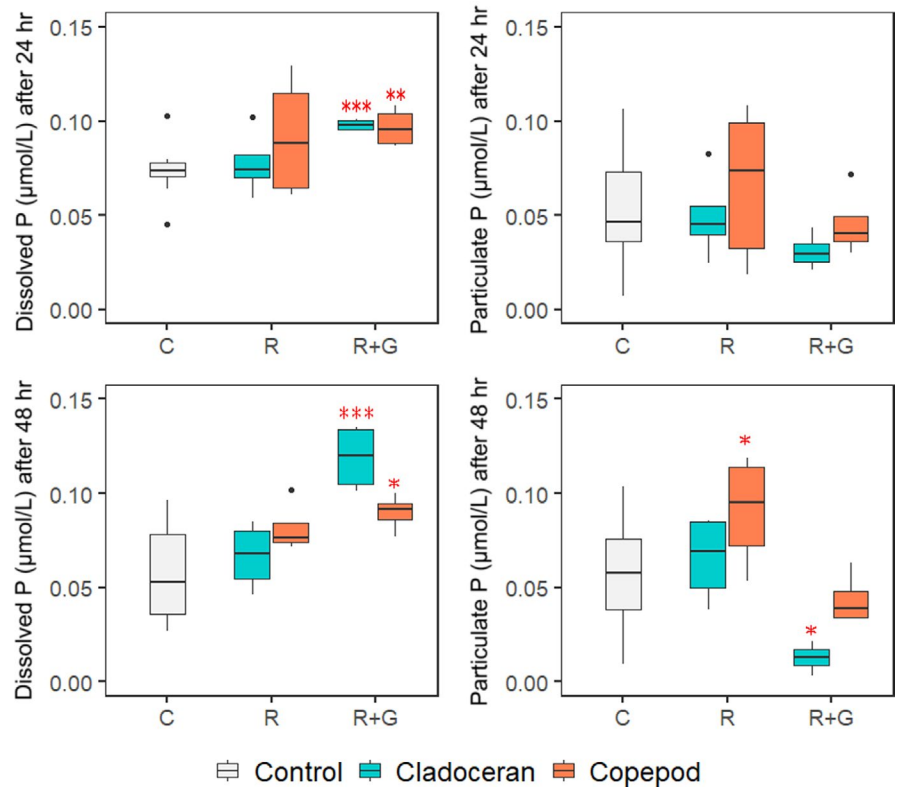 Dissolved P (µmol/L) after 24 hr
0.15
0.10
0.05
0.00
*** **
C R R+G
Particulate P (µmol/L) after 24 hr
0.15
0.10
0.05
0.00
C R R+G
Dissolved P (µmol/L) after 48 hr
0.15
0.10
0.05
0.00
***
*
C R R+G
Particulate P (µmol/L) after 48 hr
0.15
0.10
0.05
0.00
*
*
C R R+G
Control Cladoceran Copepod